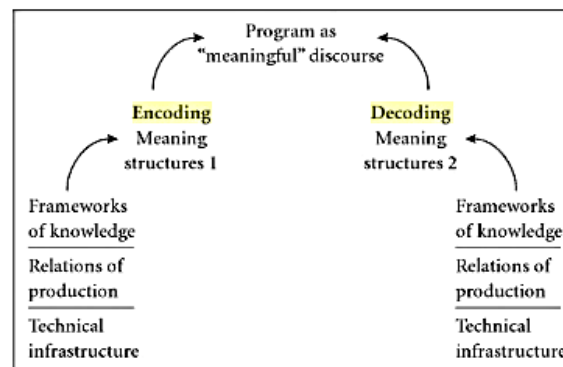 Program as
"meaningful" discourse
Encoding
Meaning
structures 1
Decoding
Meaning
structures 2
Frameworks
of knowledge
Relations of
production
Technical
infrastructure
Frameworks
of knowledge
Relations of
production
Technical
infrastructure